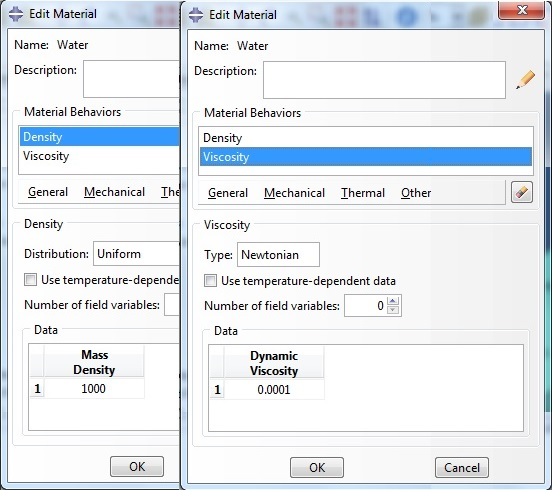 Edit Material
Name: Water
Description:
Material Behaviors
Density
Viscosity
General Mechanical The
Density
Distribution: Uniform
Use temperature-depende
Number of field variables:
Data
Mass
Density
1 1000
OK
Edit Material
Name: Water
Description:
Material Behaviors
Density
Viscosity
General Mechanical Thermal Other
Viscosity
Type: Newtonian
Use temperature-dependent data
Number of field variables: 0
Data
Dynamic
Viscosity
1 0.0001
OK Cancel